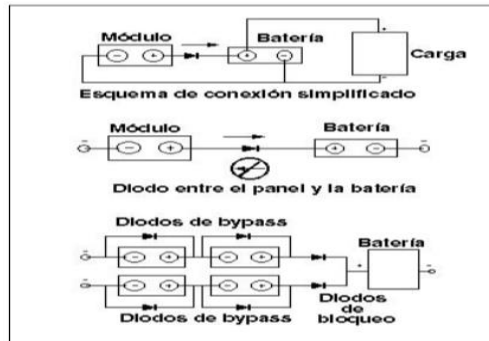 Módulo
Batería
Carga
Esquema de conexión simplificado
Módulo
Batería
Diodo entre el panel y la batería
Diodos de bypass
Batería
Diodos de bypass
Diodos
de
bloqueo